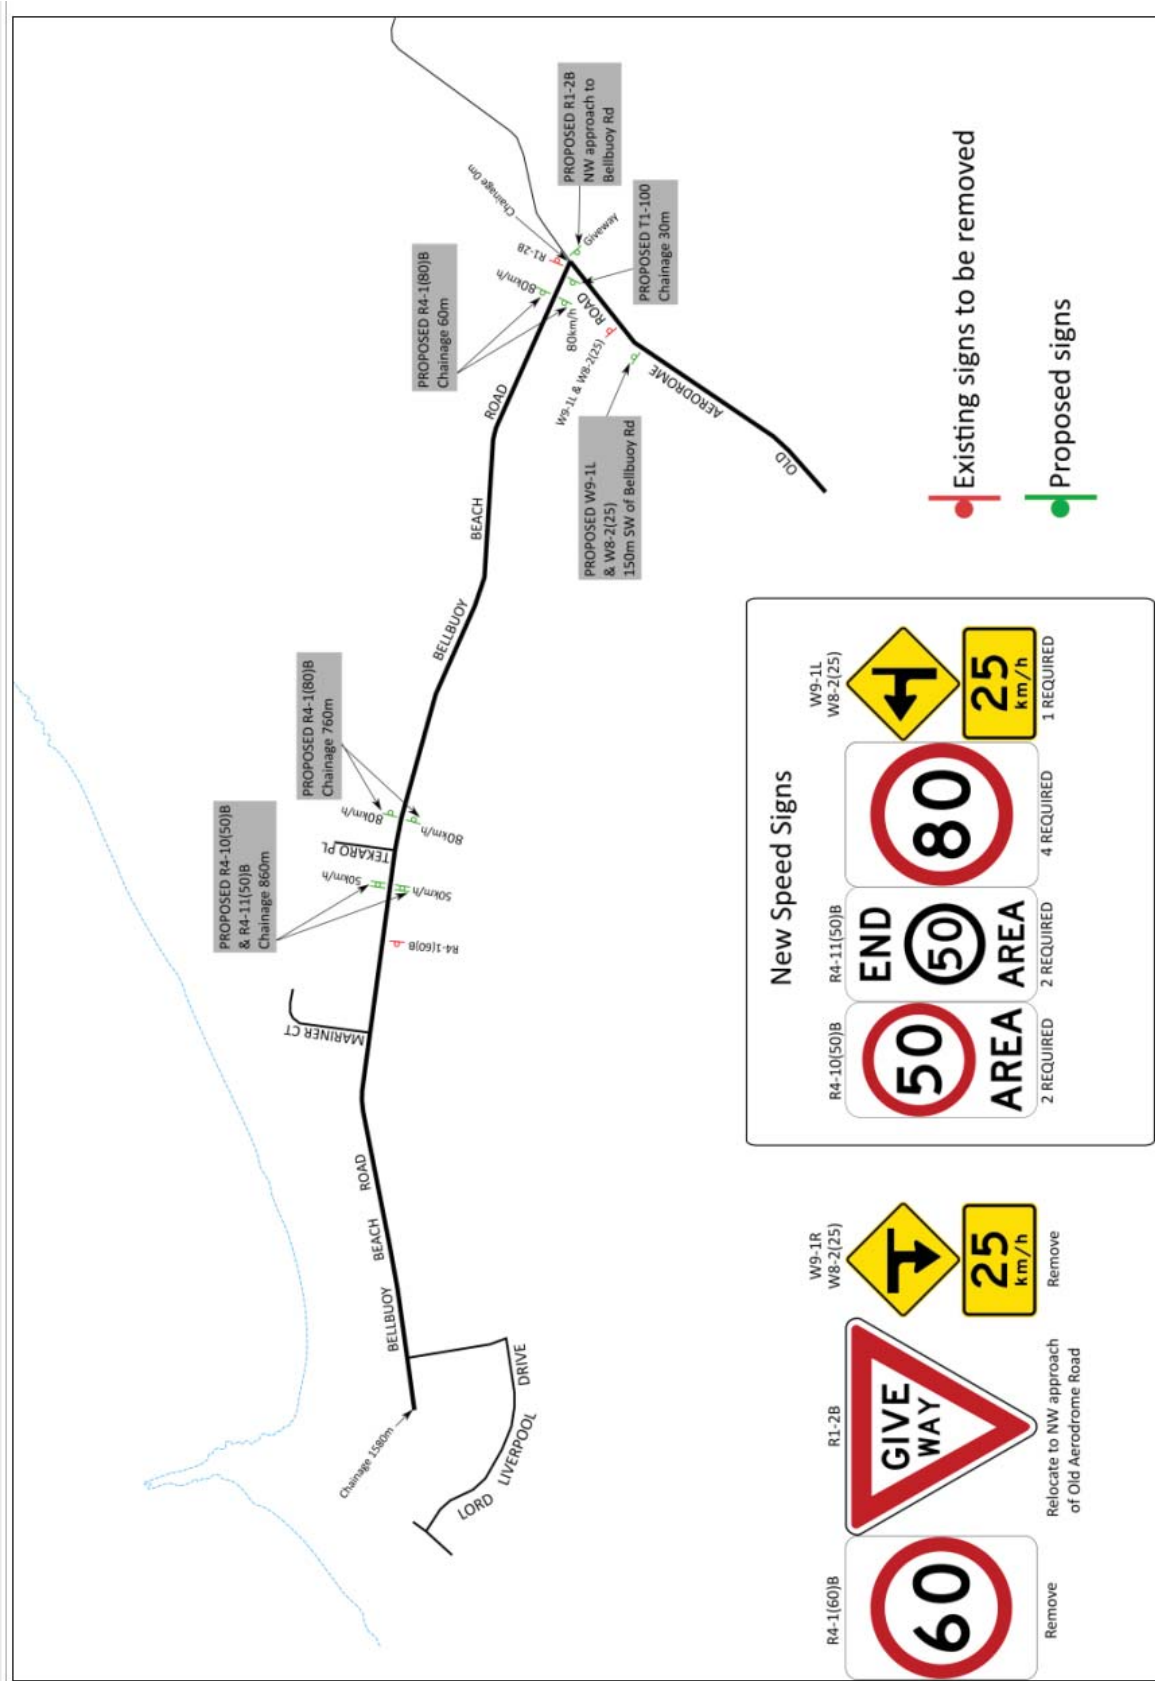 Chainage 1580m
LORD
LIVERPOOL
DRIVE
BELLBUOY
BEACH
ROAD
MARINER CT
R4-1(60)B
PROPOSED R4-10(50)B
& R4-11(50)B
Chainage 860m
50km/h
50km/h
TEKARO PL
PROPOSED R4-1(80)B
Chainage 760m
80km/h
80km/h
BELLBUOY
BEACH
ROAD
PROPOSED R4-1(80)B
Chainage 60m
80km/h
80km/h
R1-2B
Chainage 0m
Giveway
PROPOSED R1-2B
NW approach to
Bellbuoy Rd
PROPOSED T1-100
Chainage 30m
W9-1L & W8-2(25)
PROPOSED W9-1L
& W8-2(25)
150m SW of Bellbuoy Rd
OLD
AERODROME
ROAD
R4-1(60)B
60
Remove
R1-2B
GIVE
WAY
Relocate to NW approach
of Old Aerodrome Road
W9-1R
W8-2(25)
25
km/h
Remove
New Speed Signs
R4-10(50)B
50
AREA
2 REQUIRED
R4-11(50)B
END
50
AREA
2 REQUIRED
80
4 REQUIRED
W9-1L
W8-2(25)
25
km/h
1 REQUIRED
Existing signs to be removed
Proposed signs